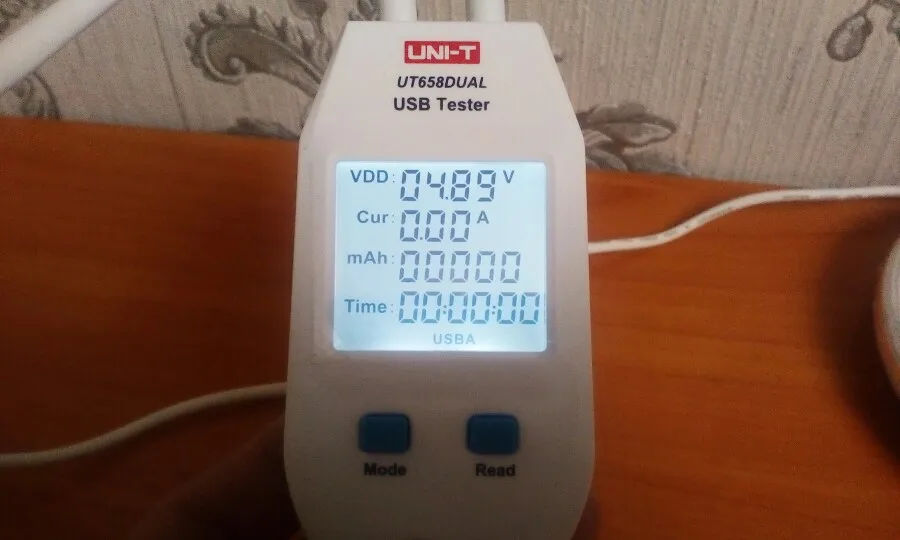 UNI-T
UT658DUAL
USB Tester
VDD: 04.89 V
Cur: 0.00 A
mAh: 00000
Time: 00:00:00
USBA
Mode Read